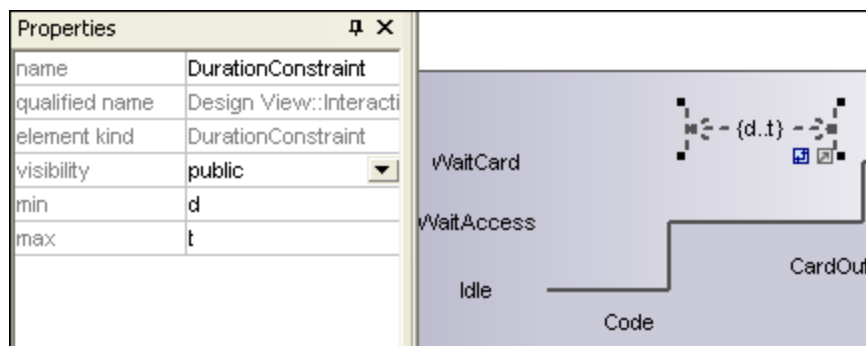 Properties
name DurationConstraint
qualified name Design View::Interacti
element kind DurationConstraint
visibility public
min d
max t
{d..t}
WaitCard
WaitAccess
CardOut
Idle
Code